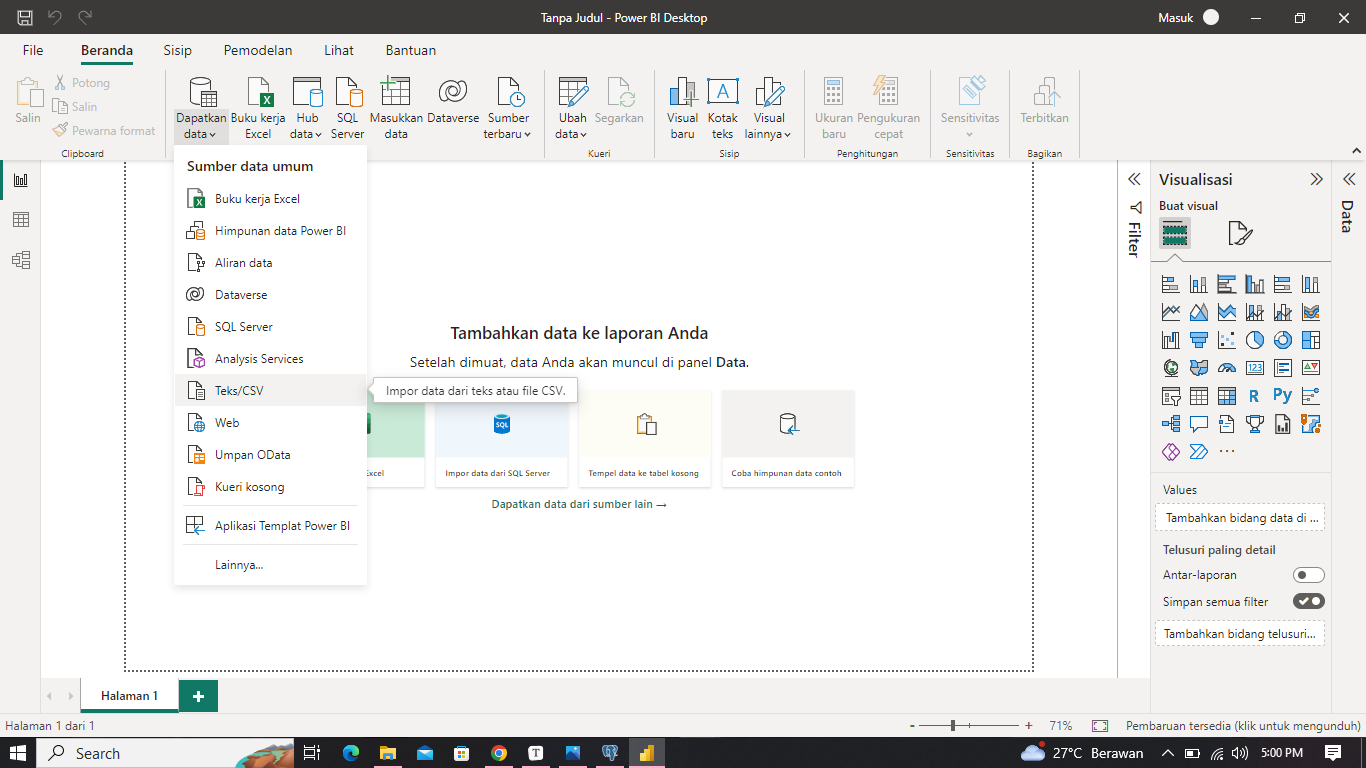 Tanpa Judul - Power BI Desktop
Masuk
File
Beranda
Sisip
Pemodelan
Lihat
Bantuan
Salin
Potong
Salin
Pewarna format
Clipboard
Dapatkan
data
Buku kerja
Excel
Hub
data
SQL
Server
Masukkan
data
Dataverse
Sumber
terbaru
Ubah
data
Segarkan
Kueri
Visual
baru
A
Kotak
teks
Visual
lainnya
Sisip
Ukuran
baru
Pengukuran
cepat
Penghitungan
Sensitivitas
Sensitivitas
Terbitkan
Bagikan
Sumber data umum
Buku kerja Excel
Himpunan data Power BI
Aliran data
Dataverse
SQL Server
Analysis Services
Teks/CSV
Web
Umpan OData
Kueri kosong
Aplikasi Templat Power BI
Lainnya...
Impor data dari teks atau file CSV.
Tambahkan data ke laporan Anda
Setelah dimuat, data Anda akan muncul di panel Data.
Excel
SQL
Impor data dari SQL Server
Tempel data ke tabel kosong
Coba himpunan data contoh
Dapatkan data dari sumber lain →
Filter
Visualisasi
Buat visual
123
R
Py
...
Values
Tambahkan bidang data di ...
Telusuri paling detail
Antar-laporan
Simpan semua filter
Tambahkan bidang telusuri...
Data
Halaman 1
+
Halaman 1 dari 1
-
+
71%
Pembaruan tersedia (klik untuk mengunduh)
Search
T
27°C Berawan
5:00 PM